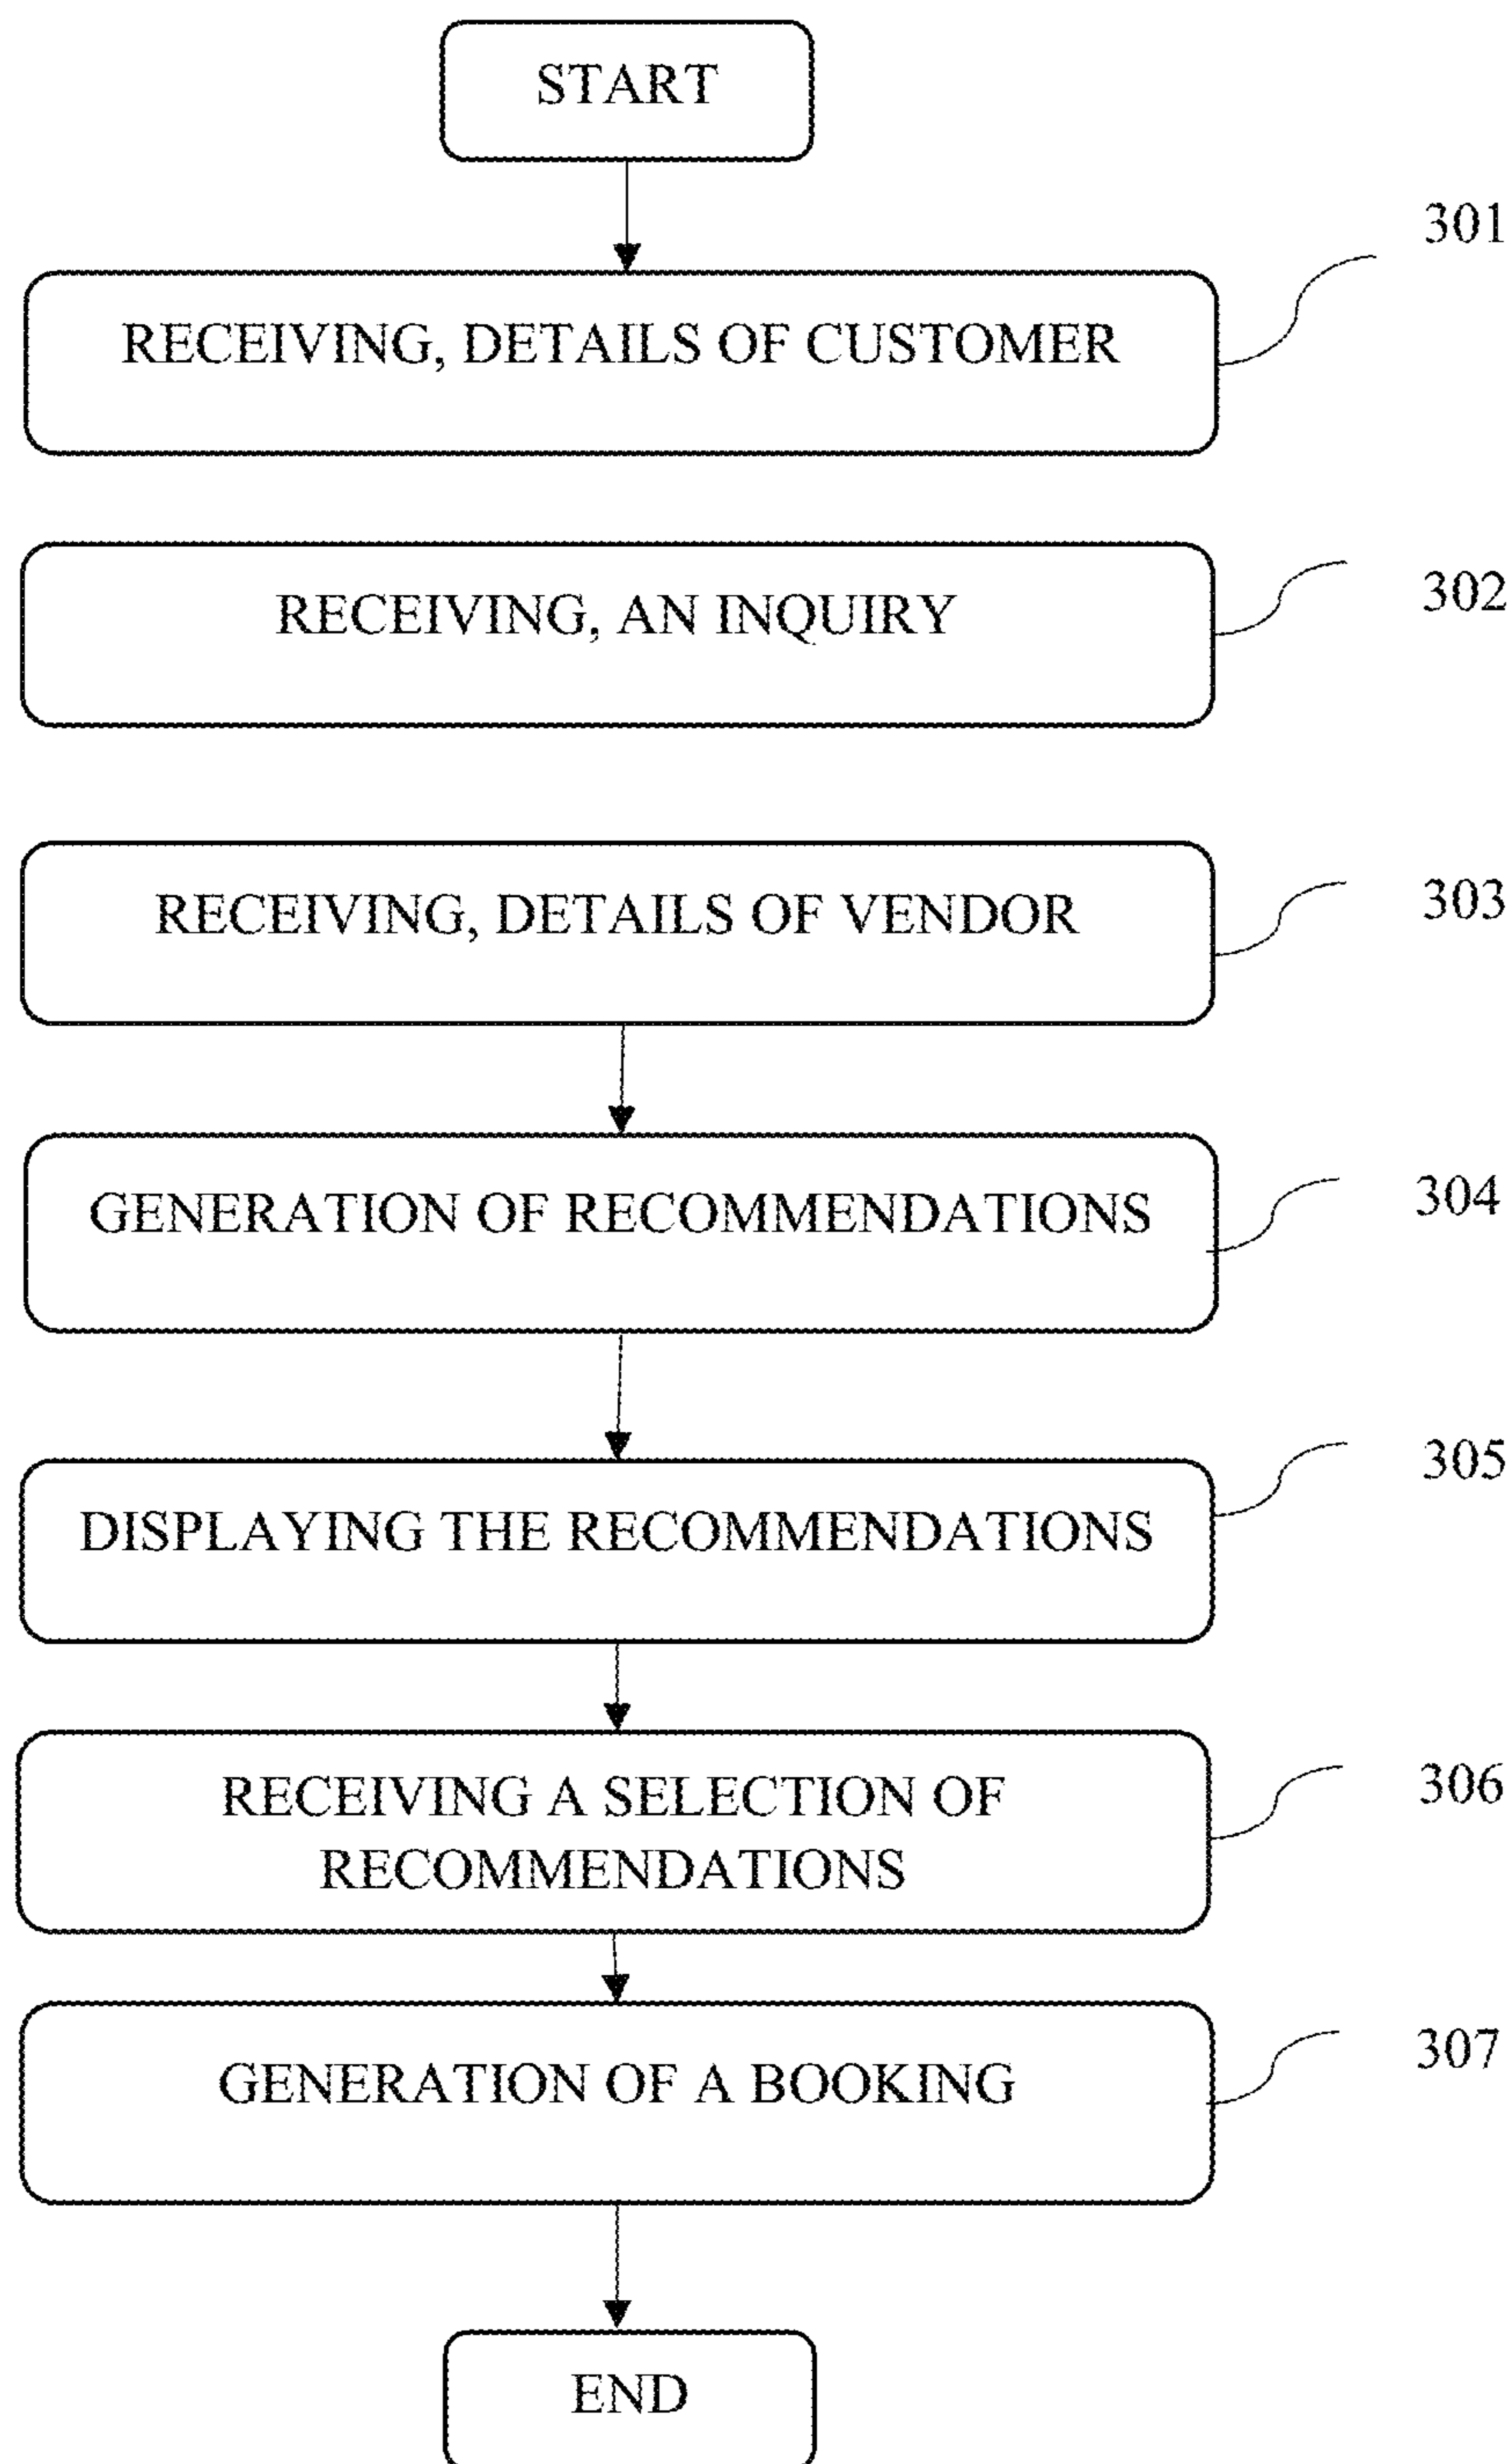 START
301
RECEIVING, DETAILS OF CUSTOMER
302
RECEIVING, AN INQUIRY
303
RECEIVING, DETAILS OF VENDOR
304
GENERATION OF RECOMMENDATIONS
305
DISPLAYING THE RECOMMENDATIONS
306
RECEIVING A SELECTION OF
RECOMMENDATIONS
307
GENERATION OF A BOOKING
END